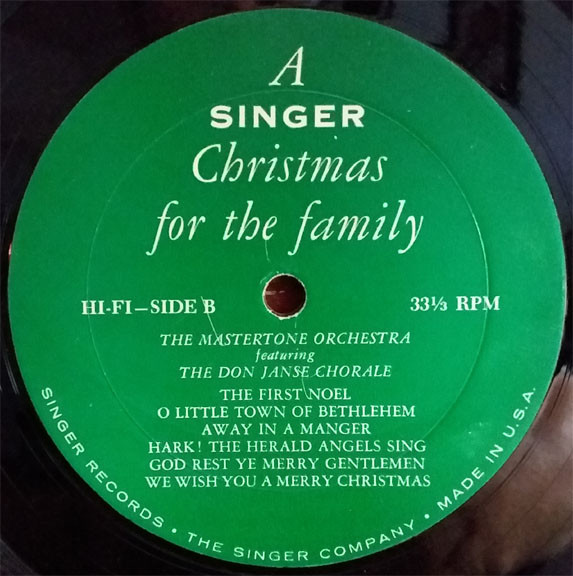 A
SINGER
Christmas
for the family
HI-FI—SIDE B
33⅓ RPM
THE MASTERTONE ORCHESTRA
featuring
THE DON JANSE CHORALE
THE FIRST NOEL
O LITTLE TOWN OF BETHLEHEM
AWAY IN A MANGER
HARK! THE HERALD ANGELS SING
GOD REST YE MERRY GENTLEMEN
WE WISH YOU A MERRY CHRISTMAS
SINGER RECORDS • THE SINGER COMPANY • MADE IN U.S.A.